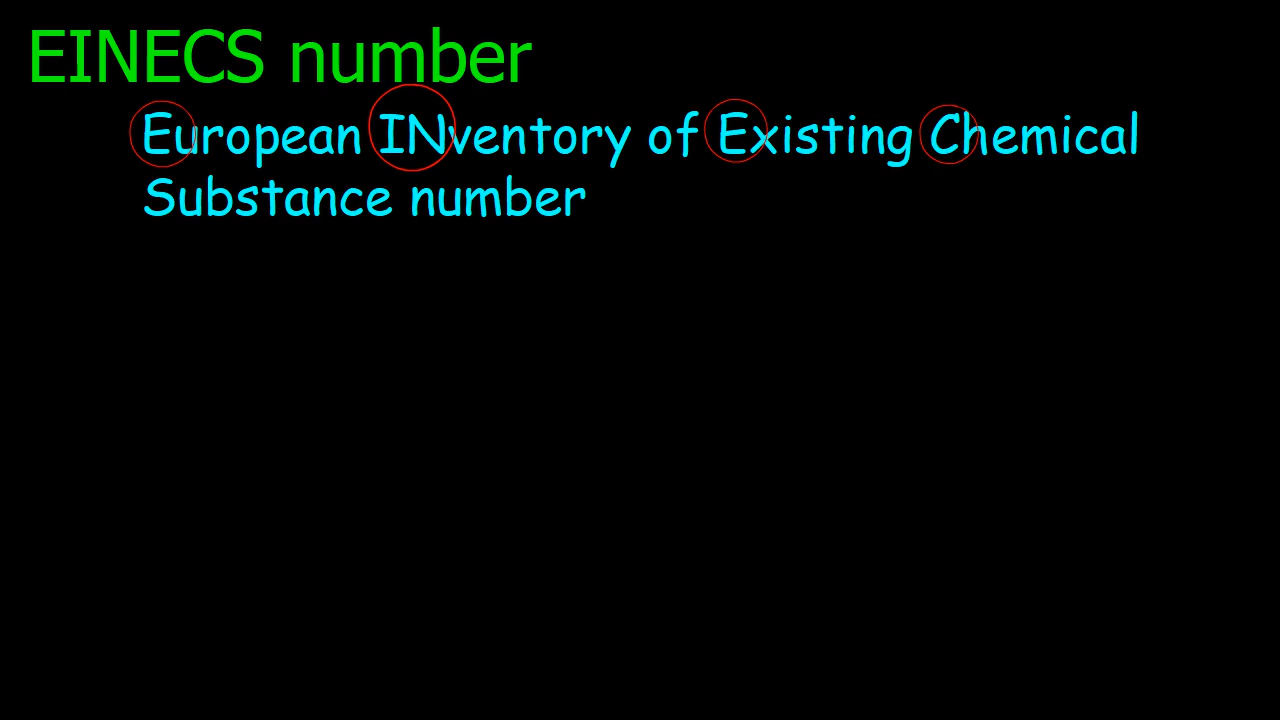 EINECS number
European INventory of Existing Chemical
Substance number